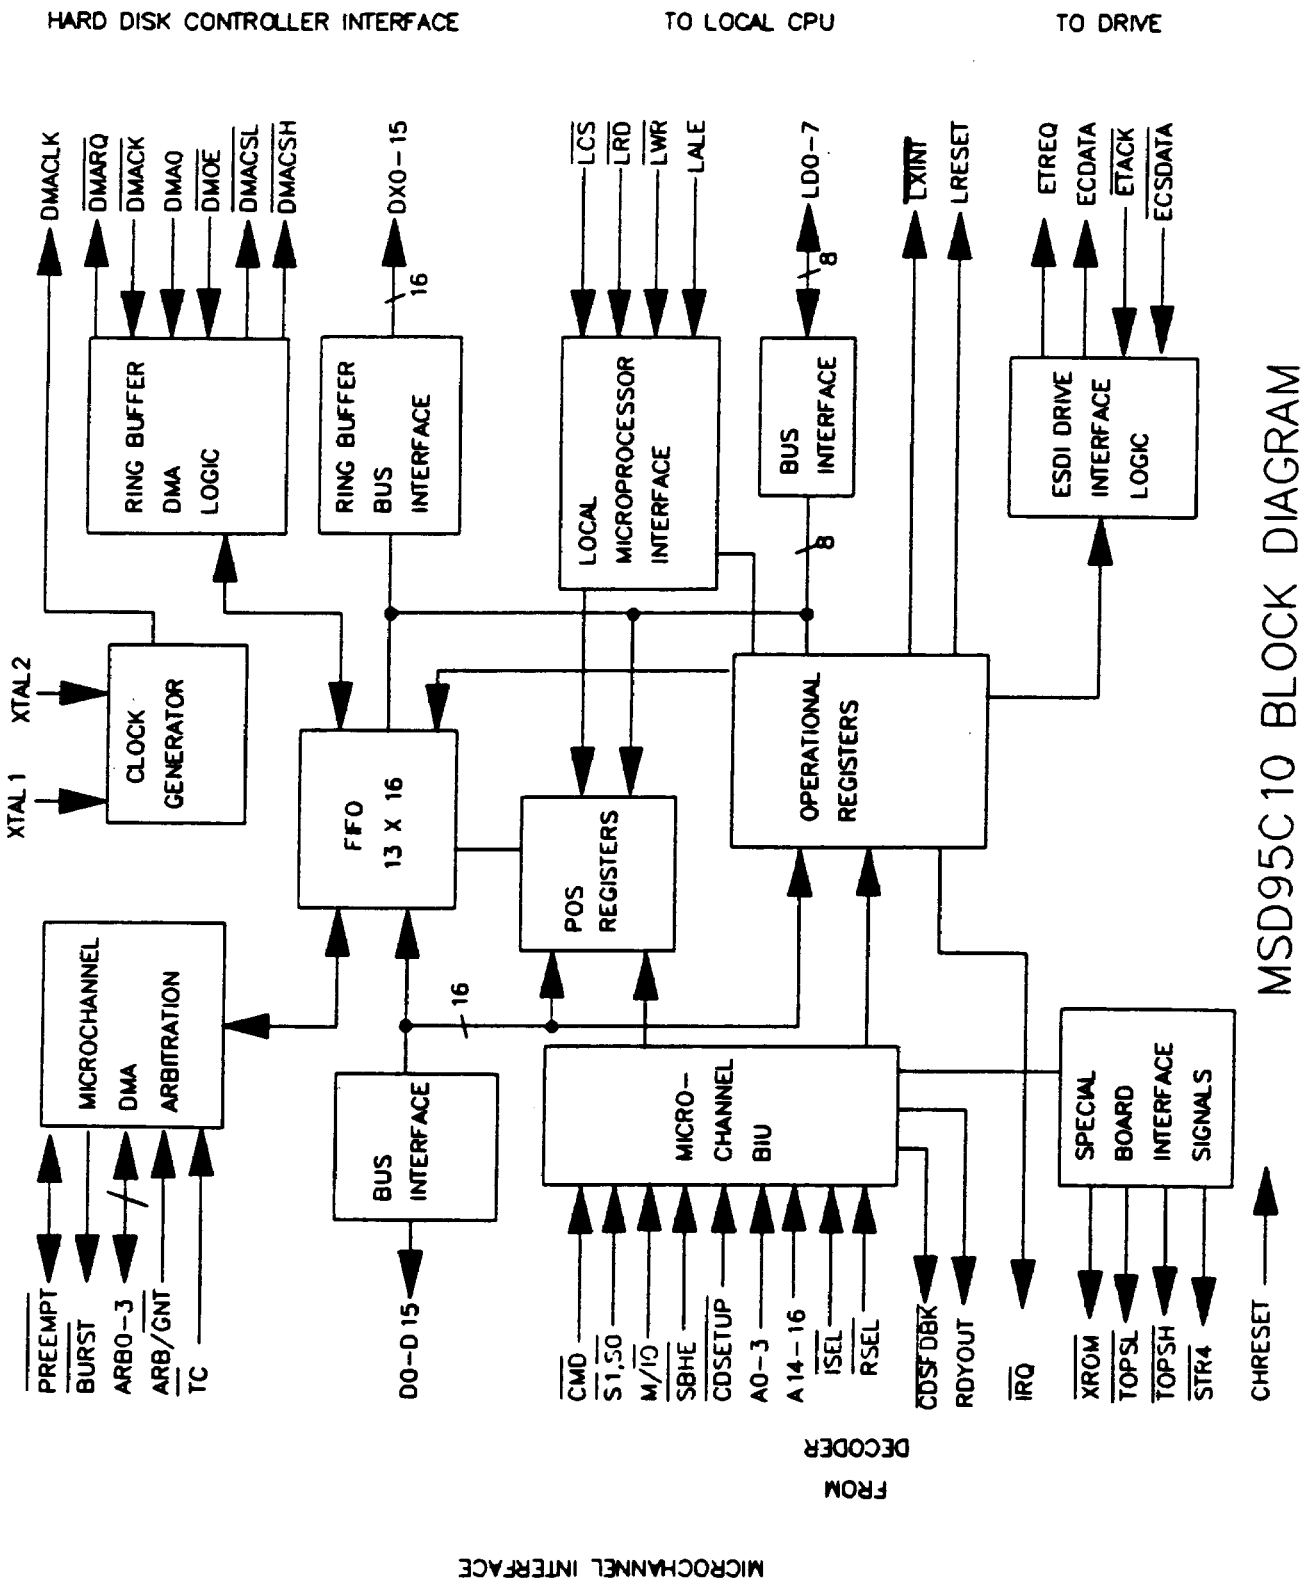 HARD DISK CONTROLLER INTERFACE
TO LOCAL CPU
TO DRIVE
XTAL1
XTAL2
DMACLK
DMARQ
DMACK
DMA0
DMOE
DMACSL
DMACSH
DX0-15
16
LCS
LRD
LWR
LALE
LD0-7
8
LXINT
LRESET
ETREQ
ECDATA
ETACK
ECSDATA
CLOCK
GENERATOR
RING BUFFER
DMA
LOGIC
RING BUFFER
BUS
INTERFACE
LOCAL
MICROPROCESSOR
INTERFACE
BUS
INTERFACE
8
ESDI DRIVE
INTERFACE
LOGIC
FIFO
13 X 16
POS
REGISTERS
OPERATIONAL
REGISTERS
MICROCHANNEL
DMA
ARBITRATION
BUS
INTERFACE
16
MICRO-
CHANNEL
BIU
SPECIAL
BOARD
INTERFACE
SIGNALS
PREEMPT
BURST
ARB0-3
ARB/GNT
TC
D0-D15
CMD
S1,S0
M/IO
SBHE
CDSETUP
A0-3
A14-16
ISEL
RSEL
CDSFDBK
RDYOUT
IRQ
XROM
TOPSL
TOPSH
STR4
CHRESET
FROM
DECODER
MICROCHANNEL INTERFACE
MSD95C10 BLOCK DIAGRAM